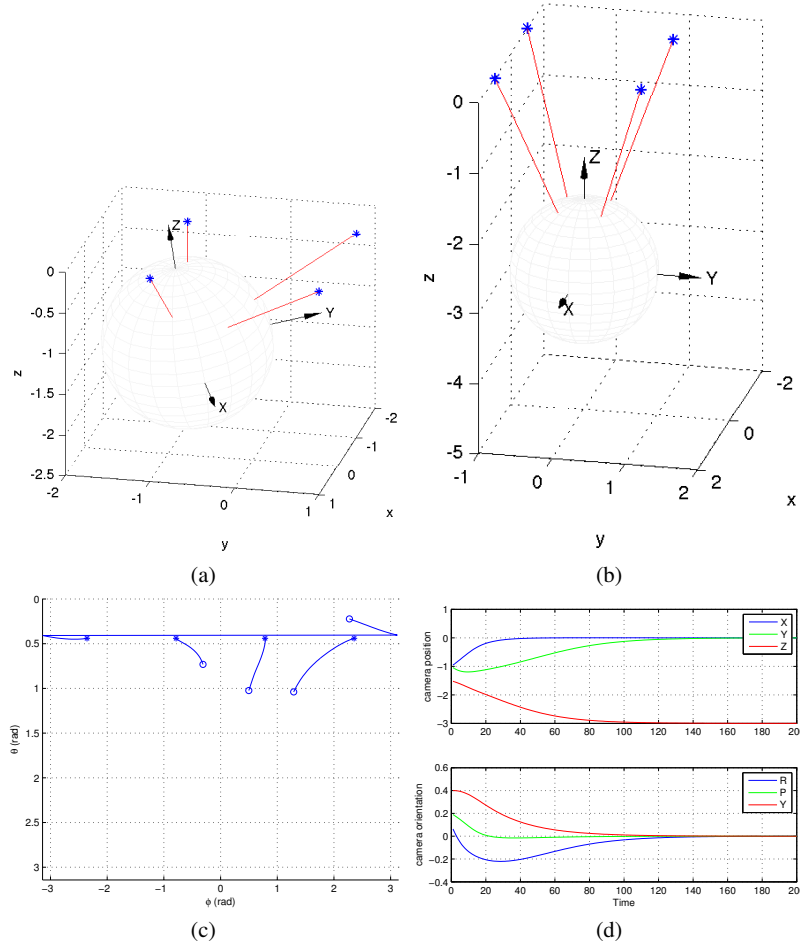 0
-0.5
-1
-1.5
-2
-2.5
z
-2
-1
0
1
y
1
0
-1
-2
x
Z
Y
X
(a)
0
-1
-2
-3
-4
-5
z
-1
0
1
2
y
2
0
-2
x
Z
Y
X
(b)
0
0.5
1
1.5
2
2.5
3
θ (rad)
-3 -2 -1 0 1 2 3
φ (rad)
(c)
1
0
−1
−2
−3
camera position
0 20 40 60 80 100 120 140 160 180 200
X
Y
Z
0.6
0.4
0.2
0
−0.2
−0.4
camera orientation
0 20 40 60 80 100 120 140 160 180 200
Time
R
P
Y
(d)